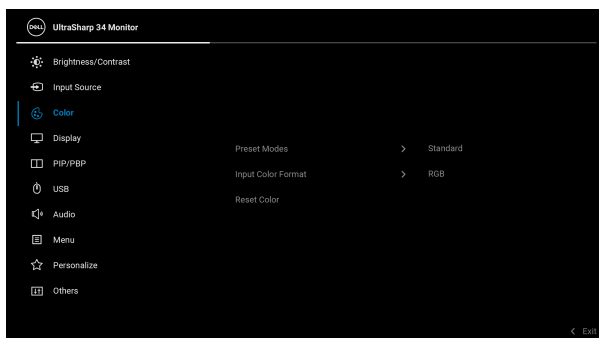 DELL UltraSharp 34 Monitor
Brightness/Contrast
Input Source
Color
Display
PIP/PBP
USB
Audio
Menu
Personalize
Others
Preset Modes > Standard
Input Color Format > RGB
Reset Color
< Exit